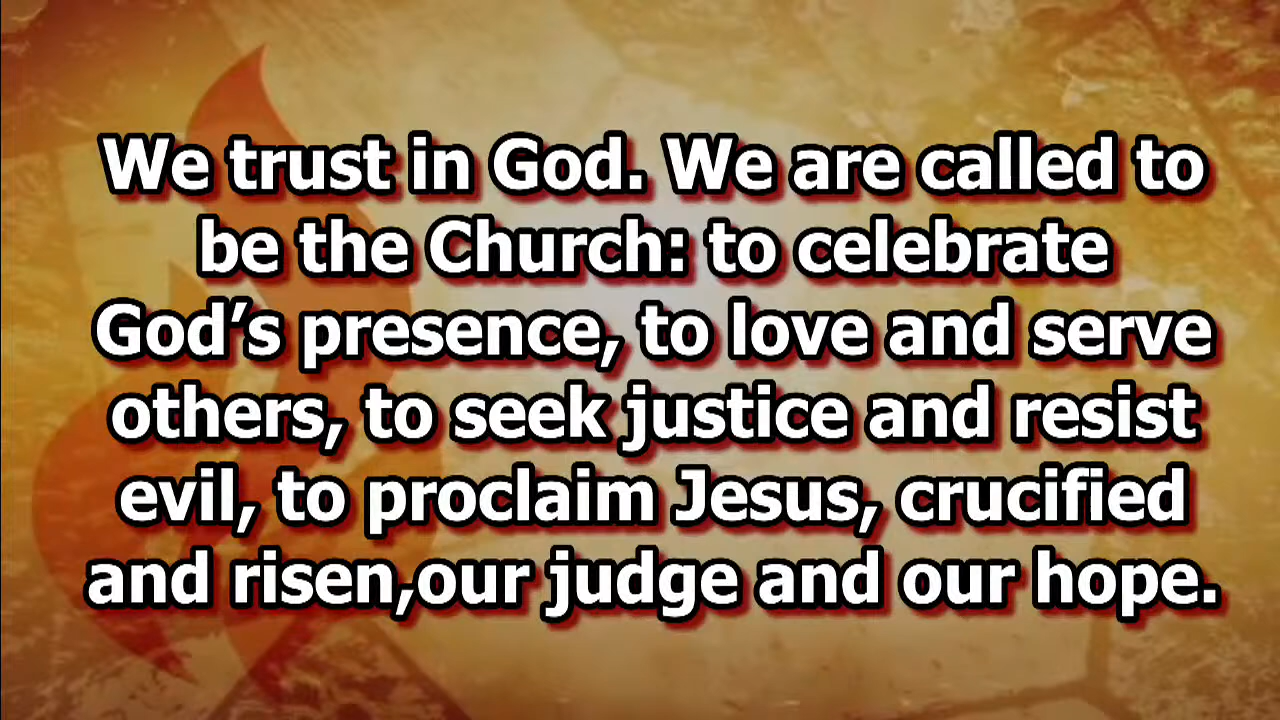 We trust in God. We are called to
be the Church: to celebrate
God’s presence, to love and serve
others, to seek justice and resist
evil, to proclaim Jesus, crucified
and risen,our judge and our hope.